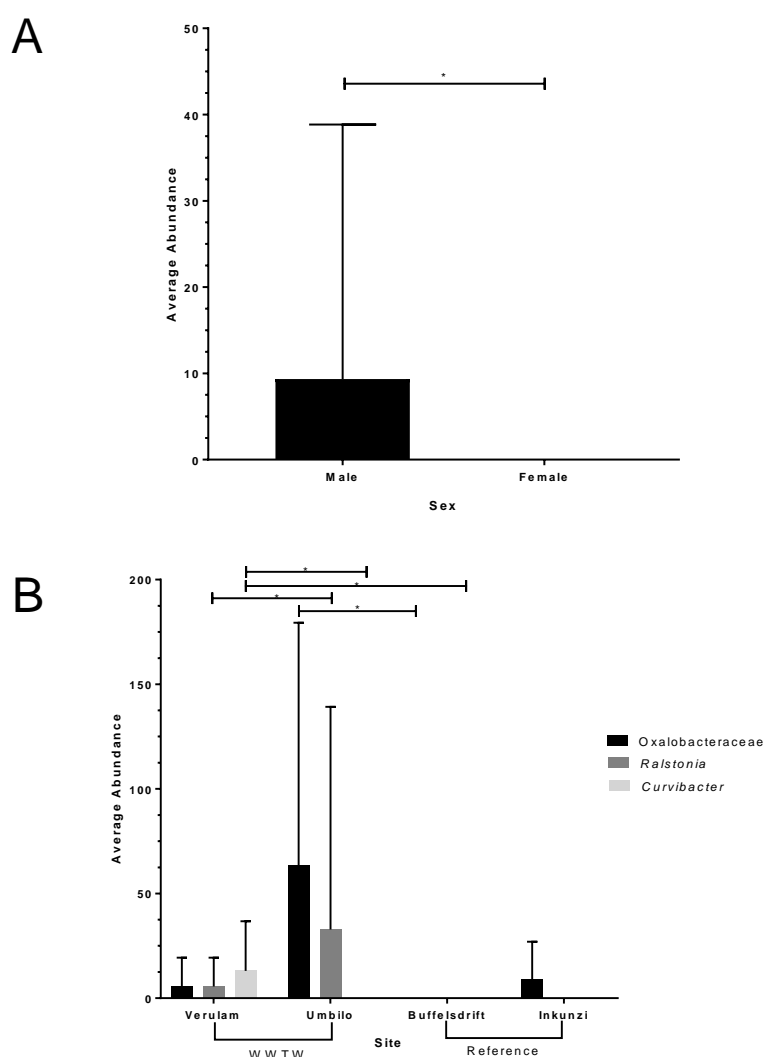 A
50
*
40
30
20
10
0
Average Abundance
Male Female
Sex
B
*
*
*
*
200
150
100
50
0
Average Abundance
Oxalobacteraceae
Ralstonia
Curvibacter
Verulam Umbilo Buffelsdrift Inkunzi
Site
WWTW Reference